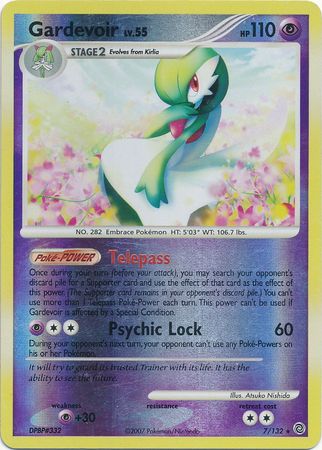 Gardevoir LV.55 HP 110
STAGE2 Evolves from Kirlia
NO. 282 Embrace Pokémon HT: 5'03" WT: 106.7 lbs.
Poké-POWER Telepass
Once during your turn (before your attack), you may search your opponent's
discard pile for a Supporter card and use the effect of that card as the effect of
this power. (The Supporter card remains in your opponent's discard pile.) You can't
use more than 1 Telepass Poké-Power each turn. This power can't be used if
Gardevoir is affected by a Special Condition.
Psychic Lock 60
During your opponent's next turn, your opponent can't use any Poké-Powers on
his or her Pokémon.
It will try to guard its trusted Trainer with its life. It has
the power to see the future.
Illus. Atsuko Nishida
weakness resistance retreat cost
+30
DPBP#332 ©2007 Pokémon/Nintendo 7/132 ★